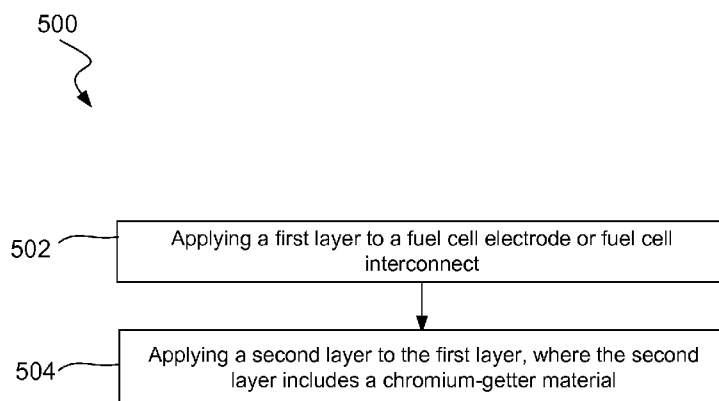 500
502
Applying a first layer to a fuel cell electrode or fuel cell
interconnect
504
Applying a second layer to the first layer, where the second
layer includes a chromium-getter material